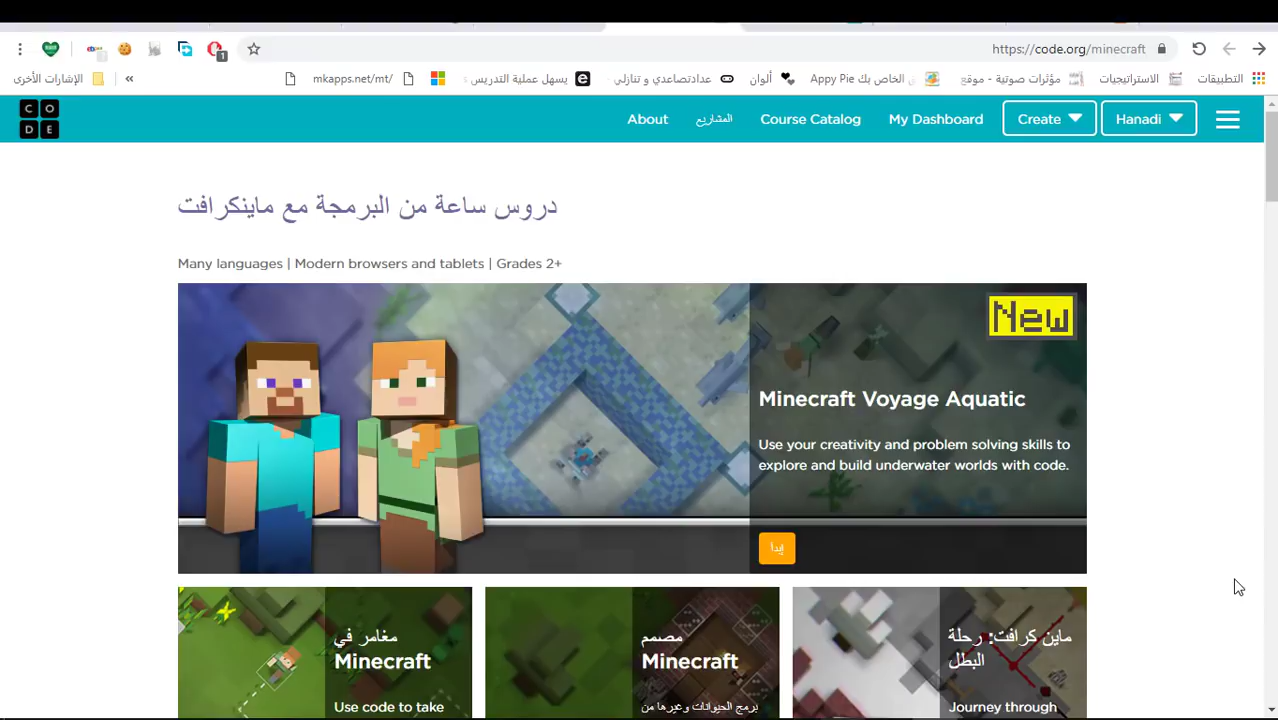 https://code.org/minecraft
التطبيقات
الاستراتيجيات
مؤثرات صوتية - موقع
الخاص بك Appy Pie
ألوان
عدادتصاعدي و تنازلي
يسهل عملية التدريس
mkapps.net/mt/
»
الإشارات الأخرى
CODE
About
المشاريع
Course Catalog
My Dashboard
Create
Hanadi
دروس ساعة من البرمجة مع ماينكرافت
Many languages | Modern browsers and tablets | Grades 2+
New
Minecraft Voyage Aquatic
Use your creativity and problem solving skills to
explore and build underwater worlds with code.
إبدأ
مغامر في
Minecraft
Use code to take
مصمم
Minecraft
برمج الحيوانات وغيرها من
ماين كرافت: رحلة
البطل
Journey through